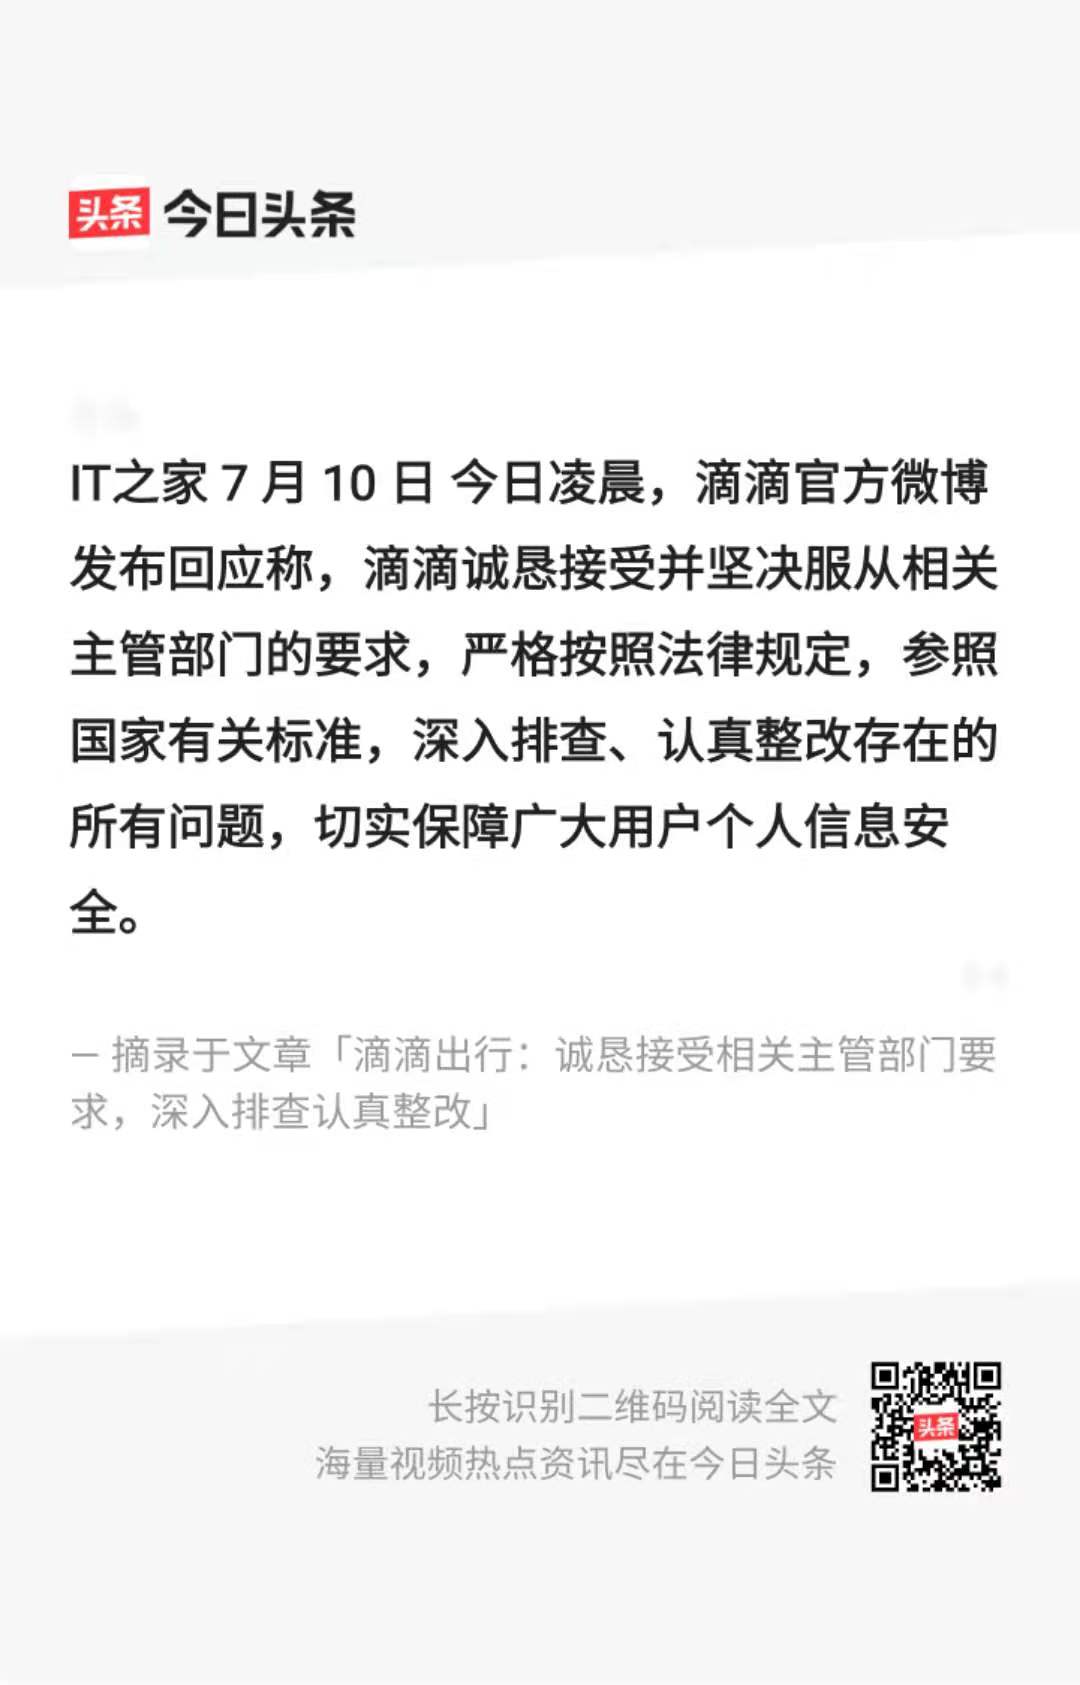 头条 今日头条
IT之家 7 月 10 日 今日凌晨，滴滴官方微博
发布回应称，滴滴诚恳接受并坚决服从相关
主管部门的要求，严格按照法律规定，参照
国家有关标准，深入排查、认真整改存在的
所有问题，切实保障广大用户个人信息安
全。
— 摘录于文章「滴滴出行：诚恳接受相关主管部门要
求，深入排查认真整改」
长按识别二维码阅读全文
海量视频热点资讯尽在今日头条
头条